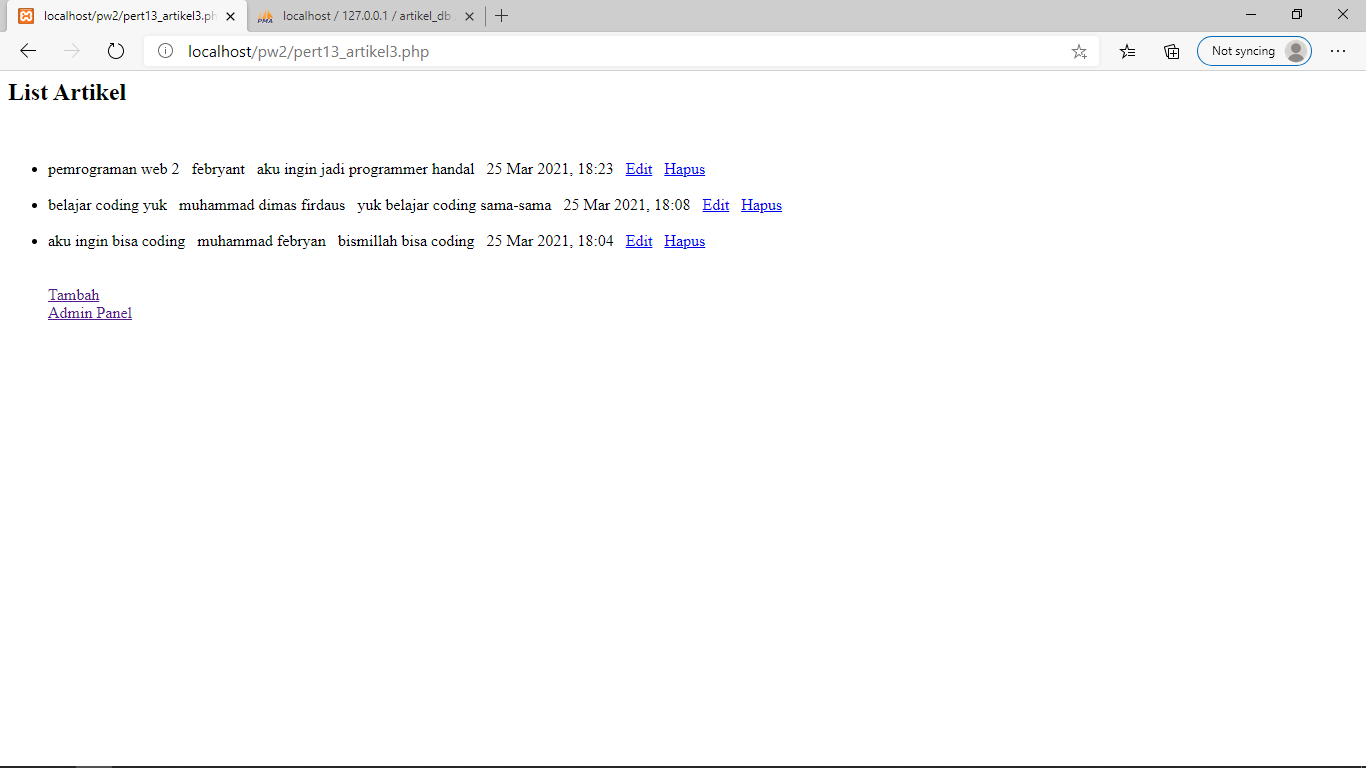 localhost/pw2/pert13_artikel3.ph
localhost / 127.0.0.1 / artikel_db
localhost/pw2/pert13_artikel3.php
Not syncing
List Artikel
pemrograman web 2 febryant aku ingin jadi programmer handal 25 Mar 2021, 18:23 Edit Hapus
belajar coding yuk muhammad dimas firdaus yuk belajar coding sama-sama 25 Mar 2021, 18:08 Edit Hapus
aku ingin bisa coding muhammad febryan bismillah bisa coding 25 Mar 2021, 18:04 Edit Hapus
Tambah
Admin Panel